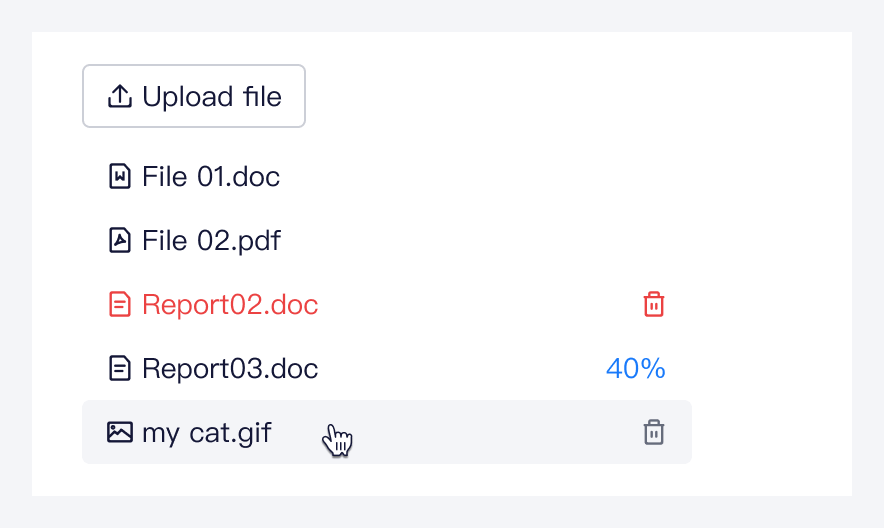 Upload file
File 01.doc
File 02.pdf
Report02.doc
Report03.doc 40%
my cat.gif